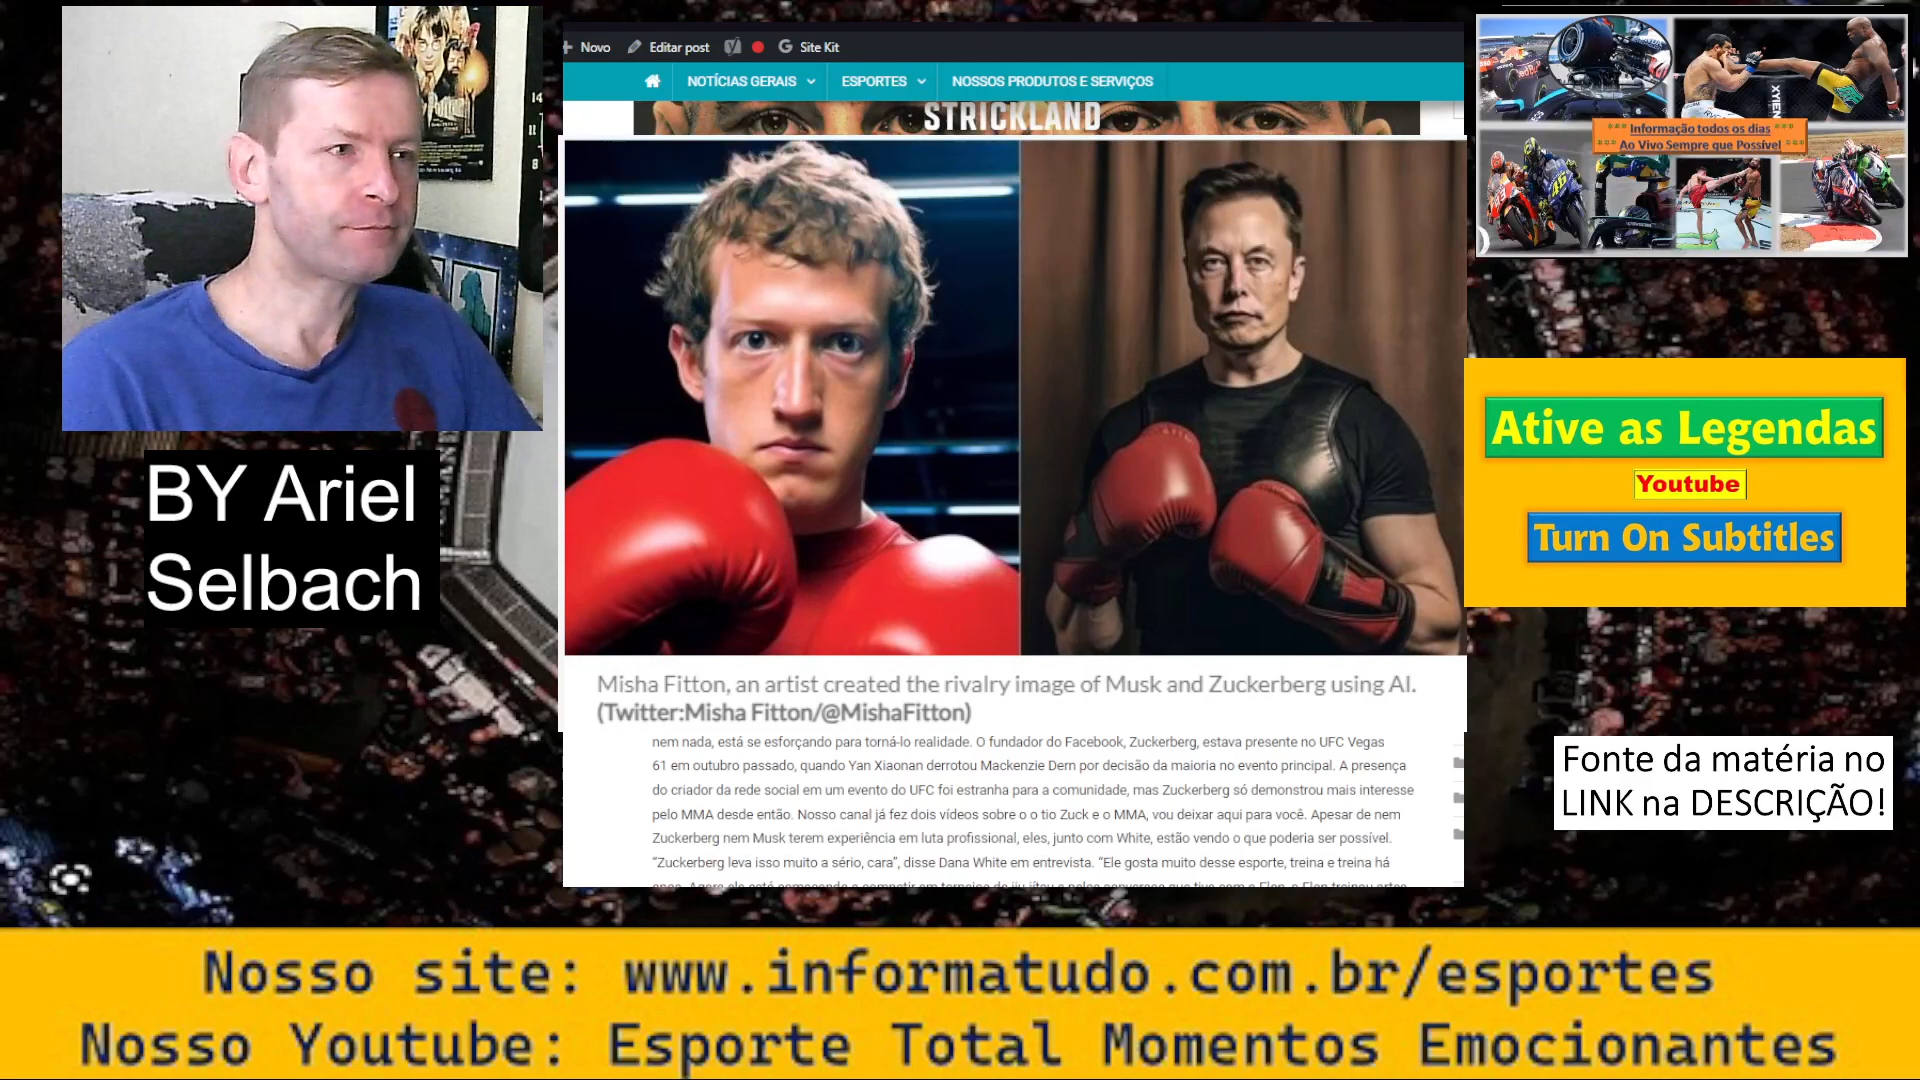 Novo
Editar post
Site Kit
NOTÍCIAS GERAIS
ESPORTES
NOSSOS PRODUTOS E SERVIÇOS
STRICKLAND
*** Informação todos os dias ***
*** Ao Vivo Sempre que Possível ***
Ative as Legendas
Youtube
Turn On Subtitles
BY Ariel
Selbach
Misha Fitton, an artist created the rivalry image of Musk and Zuckerberg using AI.
(Twitter:Misha Fitton/@MishaFitton)
nem nada, está se esforçando para torná-lo realidade. O fundador do Facebook, Zuckerberg, estava presente no UFC Vegas
61 em outubro passado, quando Yan Xiaonan derrotou Mackenzie Dern por decisão da maioria no evento principal. A presença
do criador da rede social em um evento do UFC foi estranha para a comunidade, mas Zuckerberg só demonstrou mais interesse
pelo MMA desde então. Nosso canal já fez dois vídeos sobre o o tio Zuck e o MMA, vou deixar aqui para você. Apesar de nem
Zuckerberg nem Musk terem experiência em luta profissional, eles, junto com White, estão vendo o que poderia ser possível.
“Zuckerberg leva isso muito a sério, cara”, disse Dana White em entrevista. “Ele gosta muito desse esporte, treina e treina há
Fonte da matéria no
LINK na DESCRIÇÃO!
Nosso site: www.informatudo.com.br/esportes
Nosso Youtube: Esporte Total Momentos Emocionantes